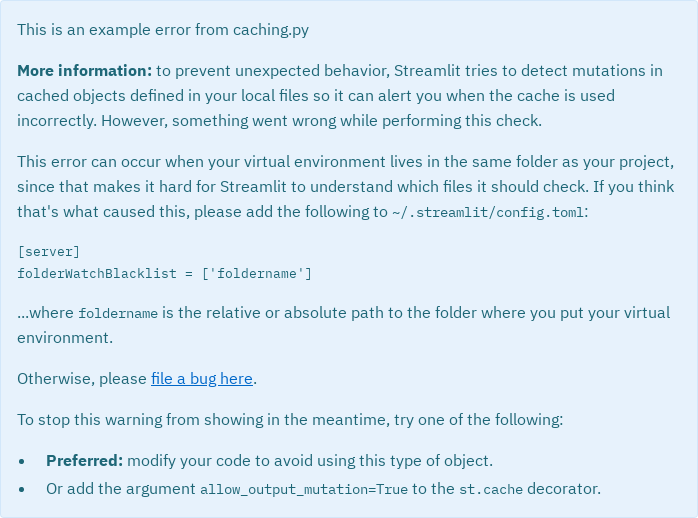 This is an example error from caching.py
More information: to prevent unexpected behavior, Streamlit tries to detect mutations in
cached objects defined in your local files so it can alert you when the cache is used
incorrectly. However, something went wrong while performing this check.
This error can occur when your virtual environment lives in the same folder as your project,
since that makes it hard for Streamlit to understand which files it should check. If you think
that's what caused this, please add the following to ~/.streamlit/config.toml:
[server]
folderWatchBlacklist = ['foldername']
...where foldername is the relative or absolute path to the folder where you put your virtual
environment.
Otherwise, please file a bug here.
To stop this warning from showing in the meantime, try one of the following:
• Preferred: modify your code to avoid using this type of object.
• Or add the argument allow_output_mutation=True to the st.cache decorator.